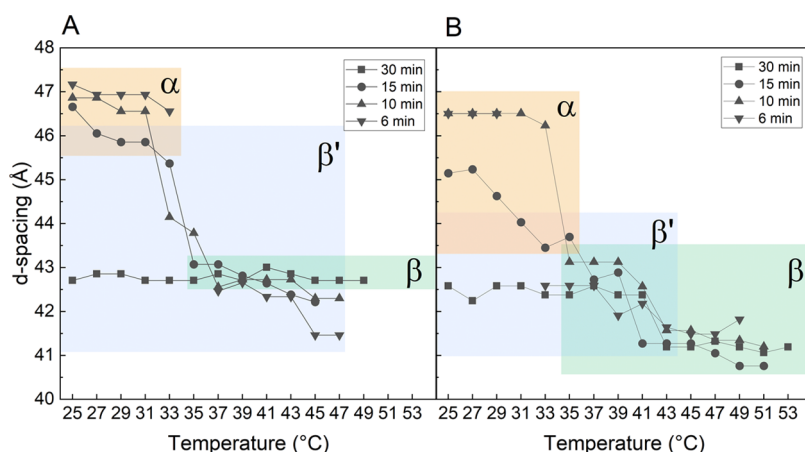 A
B
48
47
46
45
44
43
42
41
40
d-spacing (Å)
α
β'
β
30 min
15 min
10 min
6 min
α
β'
β
30 min
15 min
10 min
6 min
25 27 29 31 33 35 37 39 41 43 45 47 49 51 53
25 27 29 31 33 35 37 39 41 43 45 47 49 51 53
Temperature (°C)
Temperature (°C)